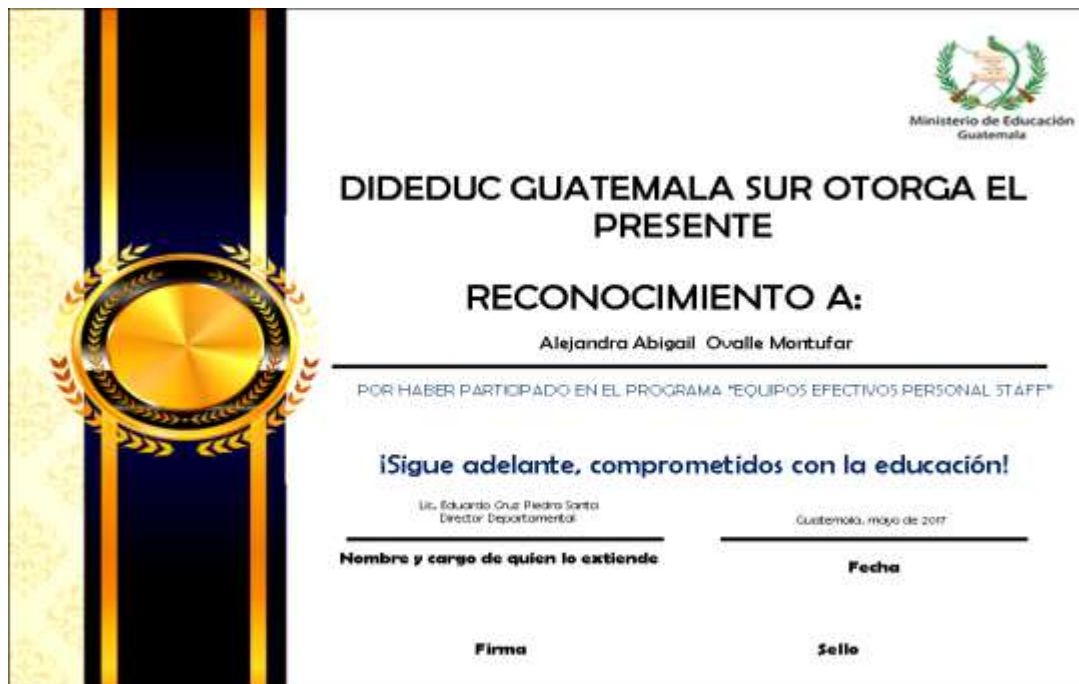 Ministerio de Educación
Guatemala
DIDEDUC GUATEMALA SUR OTORGA EL
PRESENTE
RECONOCIMIENTO A:
Alejandra Abigail Ovalle Montufar
POR HABER PARTICIPADO EN EL PROGRAMA "EQUIPOS EFECTIVOS PERSONAL STAFF"
¡Sigue adelante, comprometidos con la educación!
Lic. Eduardo Cruz Piedra Santa
Director Departamental
Guatemala, mayo de 2017
Nombre y cargo de quien lo extiende
Fecha
Firma
Sello